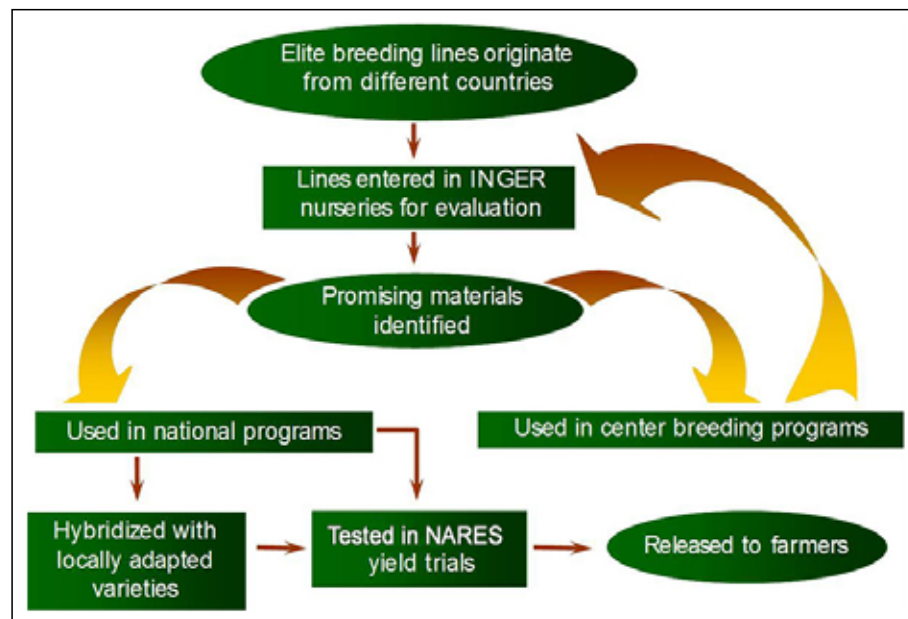 Elite breeding lines originate
from different countries
Lines entered in INGER
nurseries for evaluation
Promising materials
identified
Used in national programs
Used in center breeding programs
Hybridized with
locally adapted
varieties
Tested in NARES
yield trials
Released to farmers